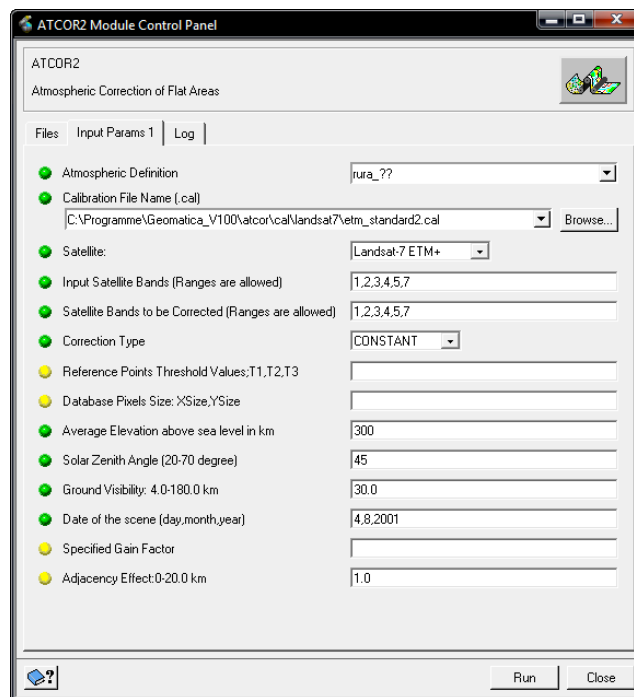 ATCOR2 Module Control Panel
ATCOR2
Atmospheric Correction of Flat Areas
Files Input Params 1 Log
Atmospheric Definition rura_??
Calibration File Name (.cal)
C:\Programme\Geomatica_V100\atcor\cal\landsat7\etm_standard2.cal Browse...
Satellite: Landsat-7 ETM+
Input Satellite Bands (Ranges are allowed) 1,2,3,4,5,7
Satellite Bands to be Corrected (Ranges are allowed) 1,2,3,4,5,7
Correction Type CONSTANT
Reference Points Threshold Values;T1,T2,T3
Database Pixels Size: XSize,YSize
Average Elevation above sea level in km 300
Solar Zenith Angle (20-70 degree) 45
Ground Visibility: 4.0-180.0 km 30.0
Date of the scene (day,month,year) 4,8,2001
Specified Gain Factor
Adjacency Effect:0-20.0 km 1.0
? Run Close